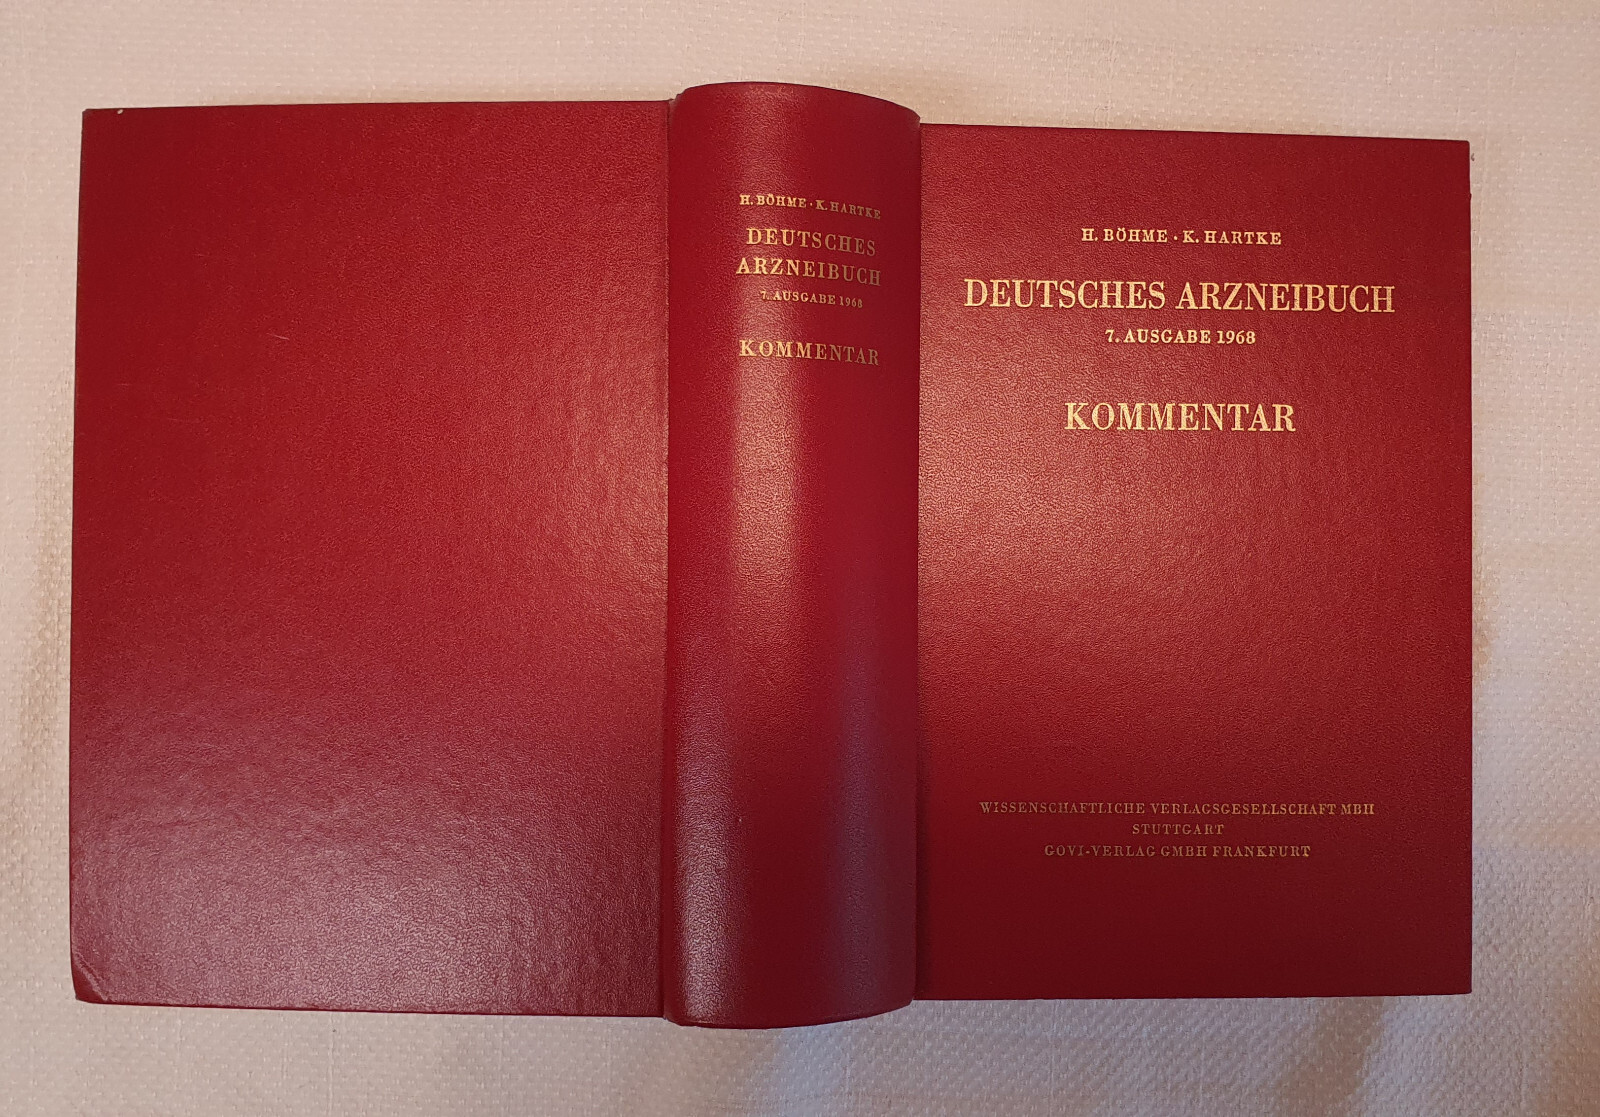 H. BÖHME · K. HARTKE
DEUTSCHES
ARZNEIBUCH
7. AUSGABE 1968
KOMMENTAR
H. BÖHME · K. HARTKE
DEUTSCHES ARZNEIBUCH
7. AUSGABE 1968
KOMMENTAR
WISSENSCHAFTLICHE VERLAGSGESELLSCHAFT MBH
STUTTGART
GOVI-VERLAG GMBH FRANKFURT